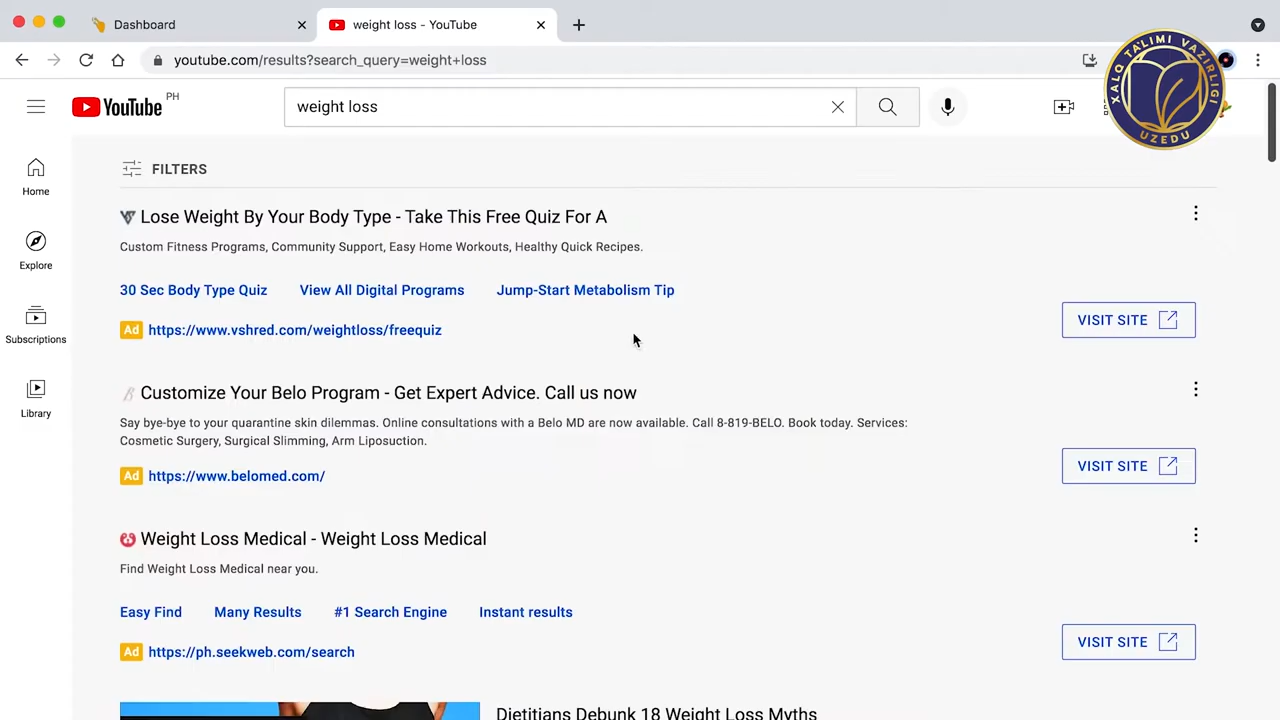 Dashboard
weight loss - YouTube
youtube.com/results?search_query=weight+loss
XALQ TA'LIMI VAZIRLIGI
UZEDU
YouTube PH
weight loss
FILTERS
Home
Explore
Subscriptions
Library
Lose Weight By Your Body Type - Take This Free Quiz For A
Custom Fitness Programs, Community Support, Easy Home Workouts, Healthy Quick Recipes.
30 Sec Body Type Quiz View All Digital Programs Jump-Start Metabolism Tip
Ad https://www.vshred.com/weightloss/freequiz
VISIT SITE
Customize Your Belo Program - Get Expert Advice. Call us now
Say bye-bye to your quarantine skin dilemmas. Online consultations with a Belo MD are now available. Call 8-819-BELO. Book today. Services:
Cosmetic Surgery, Surgical Slimming, Arm Liposuction.
Ad https://www.belomed.com/
VISIT SITE
Weight Loss Medical - Weight Loss Medical
Find Weight Loss Medical near you.
Easy Find Many Results #1 Search Engine Instant results
Ad https://ph.seekweb.com/search
VISIT SITE
Dietitians Debunk 18 Weight Loss Myths